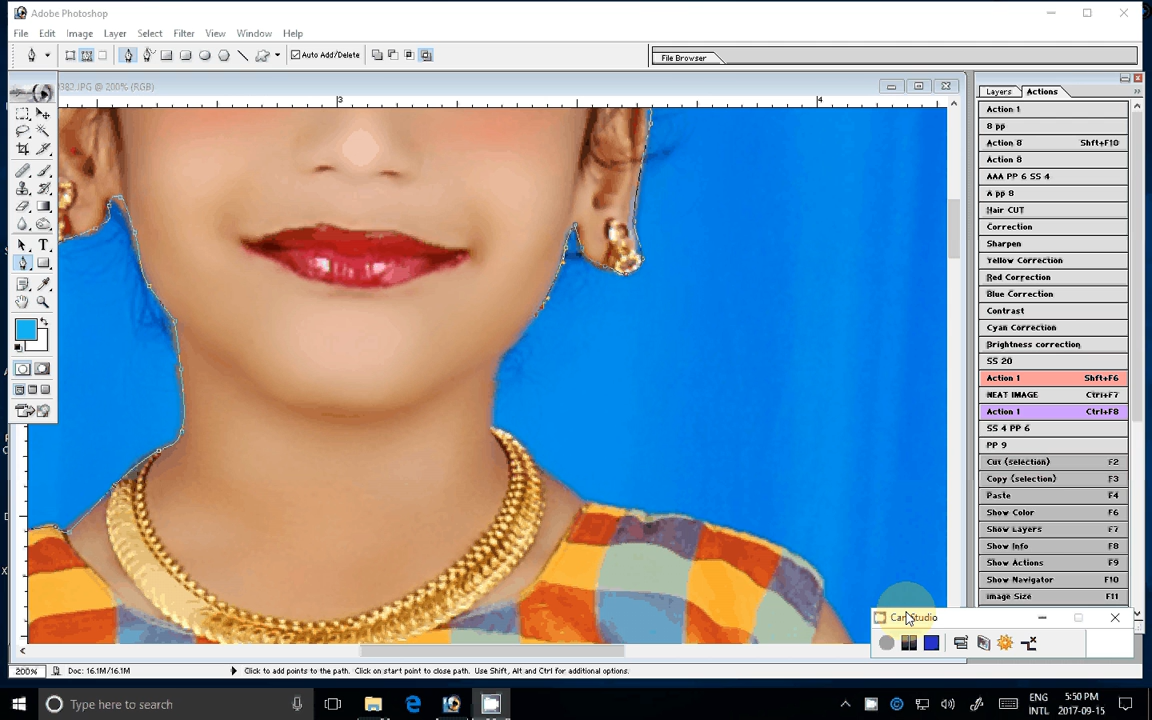 Adobe Photoshop
File Edit Image Layer Select Filter View Window Help
Auto Add/Delete
File Browser
382.JPG @ 200% (RGB)
3
4
Layers Actions
Action 1
8 pp
Action 8 Shft+F10
Action 8
AAA PP 6 SS 4
A pp 8
Hair CUT
Correction
Sharpen
Yellow Correction
Red Correction
Blue Correction
Contrast
Cyan Correction
Brightness correction
SS 20
Action 1 Shft+F6
NEAT IMAGE Ctrl+F7
Action 1 Ctrl+F8
SS 4 PP 6
PP 9
Cut (selection) F2
Copy (selection) F3
Paste F4
Show Color F6
Show Layers F7
Show Info F8
Show Actions F9
Show Navigator F10
Image Size F11
Studio
200% Doc: 16.1M/16.1M Click to add points to the path. Click on start point to close path. Use Shift, Alt and Ctrl for additional options.
Type here to search
ENG
INTL
5:50 PM
2017-09-15